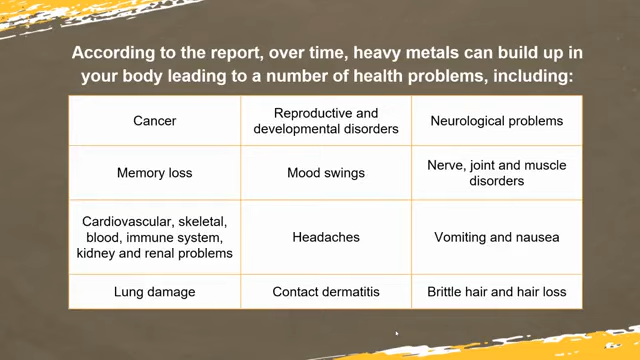 According to the report, over time, heavy metals can build up in
your body leading to a number of health problems, including:
Cancer
Reproductive and
developmental disorders
Neurological problems
Memory loss
Mood swings
Nerve, joint and muscle
disorders
Cardiovascular, skeletal,
blood, immune system,
kidney and renal problems
Headaches
Vomiting and nausea
Lung damage
Contact dermatitis
Brittle hair and hair loss